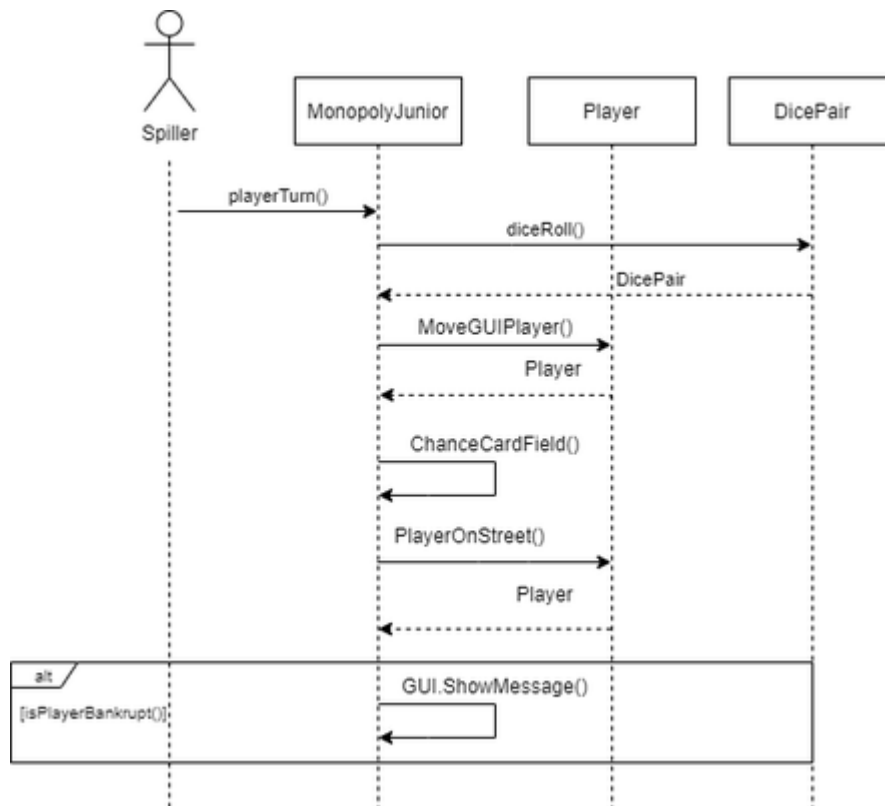 Spiller
MonopolyJunior
Player
DicePair
playerTurn()
diceRoll()
DicePair
MoveGUIPlayer()
Player
ChanceCardField()
PlayerOnStreet()
Player
alt
GUI.ShowMessage()
[isPlayerBankrupt()]